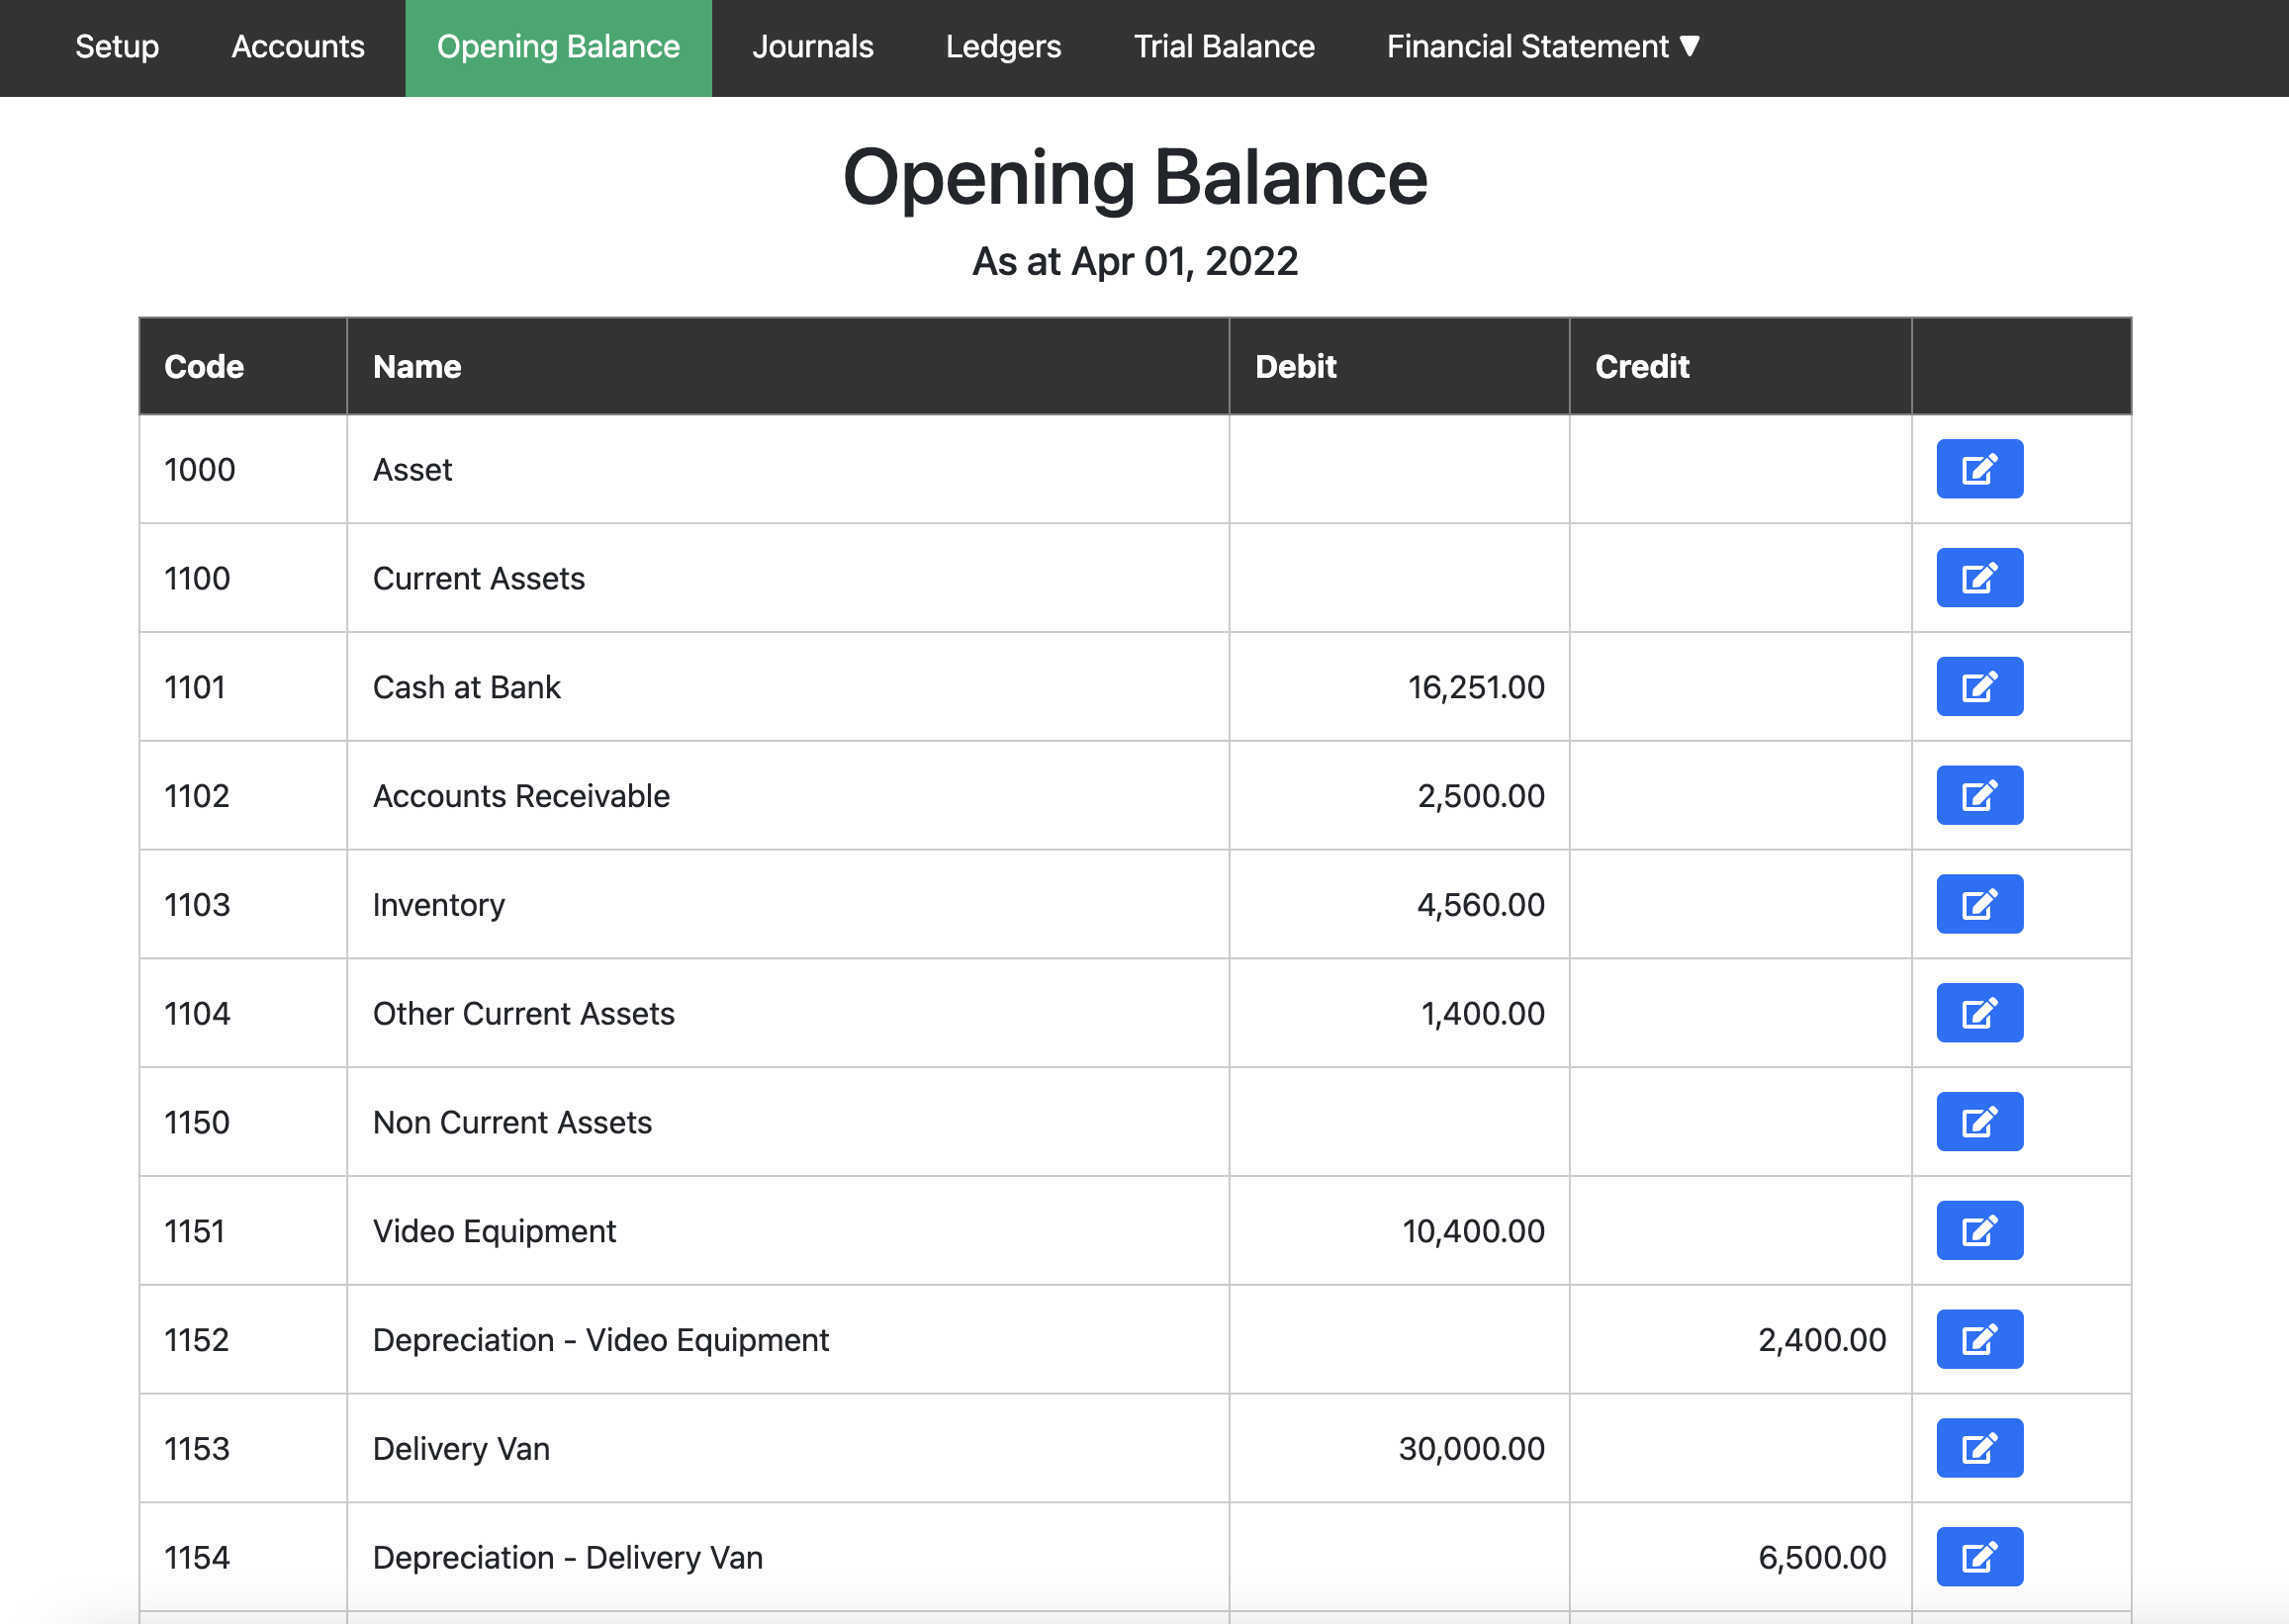 Setup Accounts Opening Balance Journals Ledgers Trial Balance Financial Statement ▼
Opening Balance
As at Apr 01, 2022
Code Name Debit Credit
1000 Asset
1100 Current Assets
1101 Cash at Bank 16,251.00
1102 Accounts Receivable 2,500.00
1103 Inventory 4,560.00
1104 Other Current Assets 1,400.00
1150 Non Current Assets
1151 Video Equipment 10,400.00
1152 Depreciation - Video Equipment 2,400.00
1153 Delivery Van 30,000.00
1154 Depreciation - Delivery Van 6,500.00